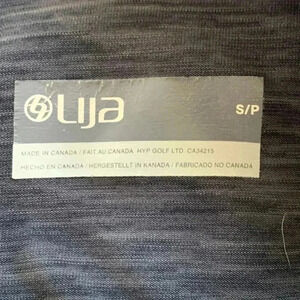 Lija
S/P
MADE IN CANADA / FAIT AU CANADA HYP GOLF LTD. CA34215
HECHO EN CANADA / HERGESTELLT IN KANADA / FABRICADO NO CANADA